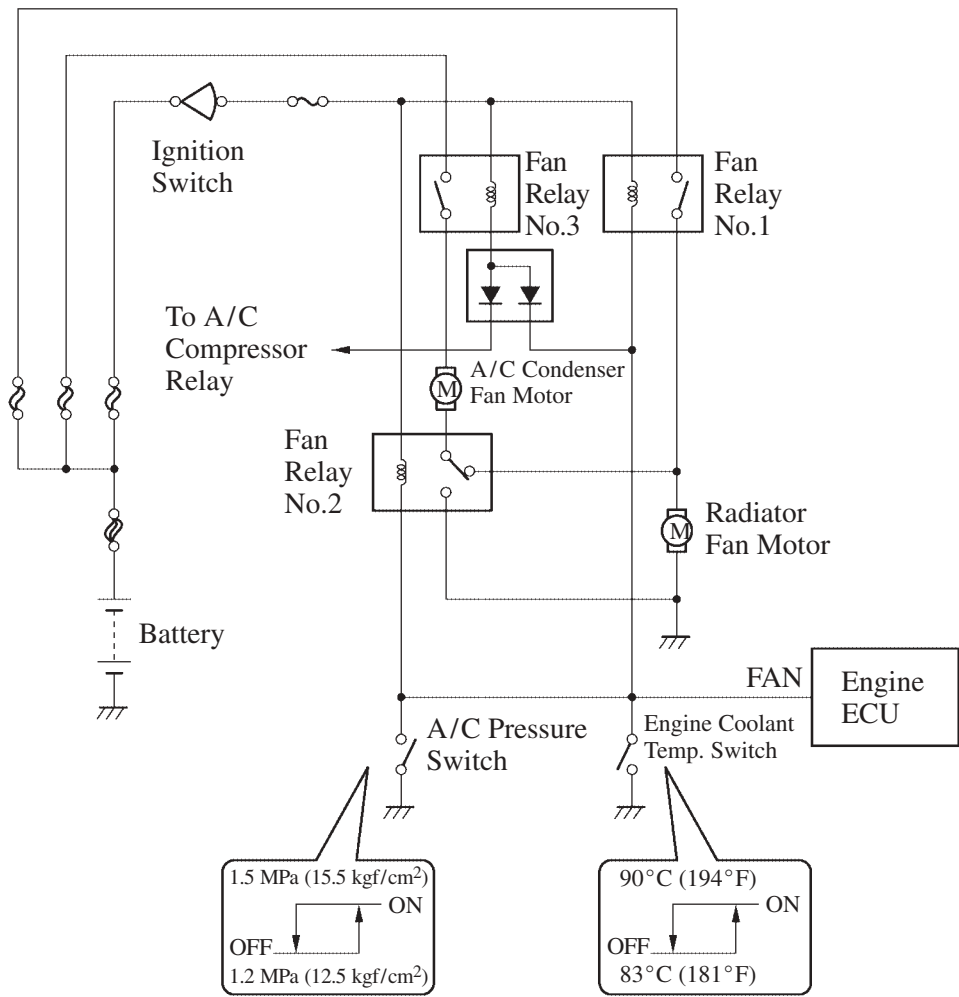 Ignition
Switch
Fan
Relay
No.3
Fan
Relay
No.1
To A/C
Compressor
Relay
A/C Condenser
Fan Motor
M
Fan
Relay
No.2
M
Radiator
Fan Motor
Battery
FAN
Engine
ECU
A/C Pressure
Switch
Engine Coolant
Temp. Switch
1.5 MPa (15.5 kgf/cm²)
ON
OFF
1.2 MPa (12.5 kgf/cm²)
90°C (194°F)
ON
OFF
83°C (181°F)